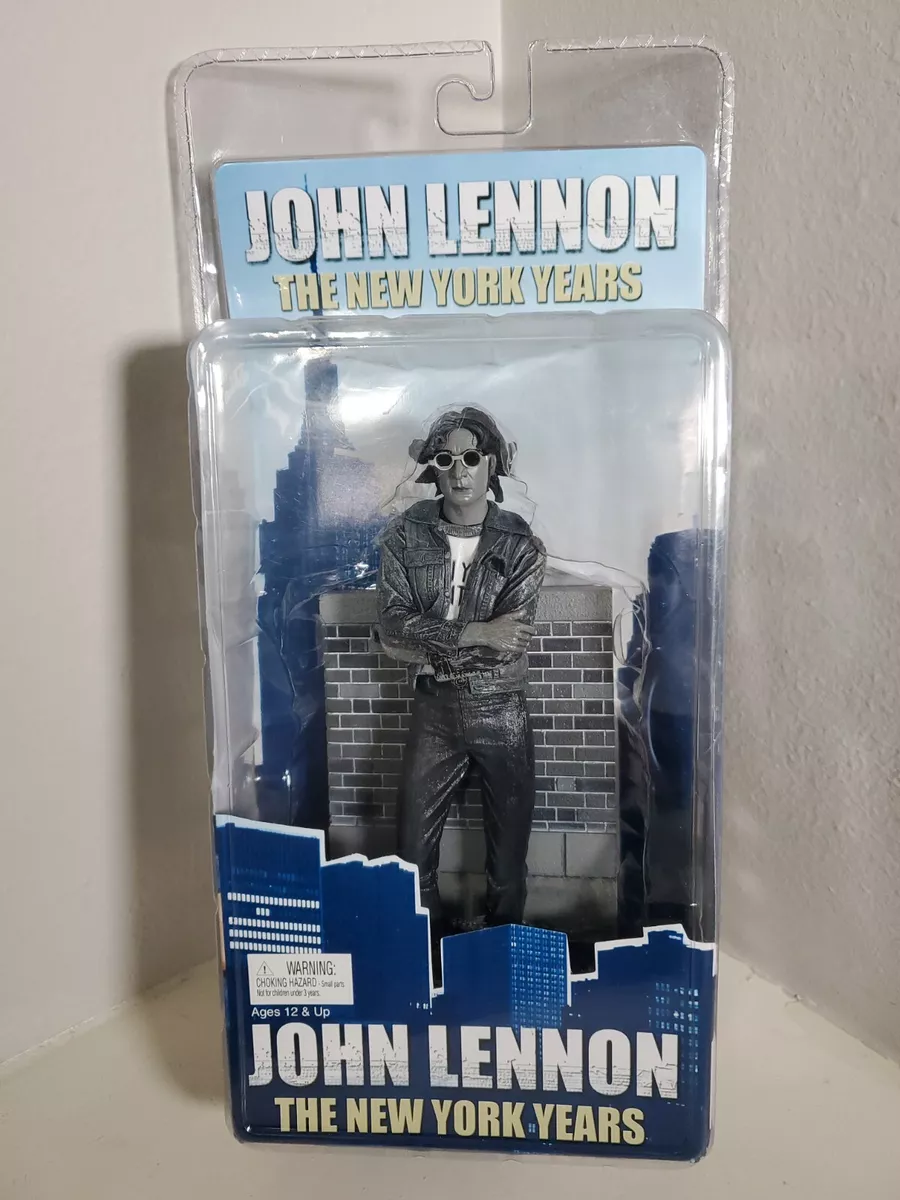 JOHN LENNON
THE NEW YORK YEARS
WARNING:
CHOKING HAZARD - Small parts
Not for children under 3 years.
Ages 12 & Up
JOHN LENNON
THE NEW YORK YEARS